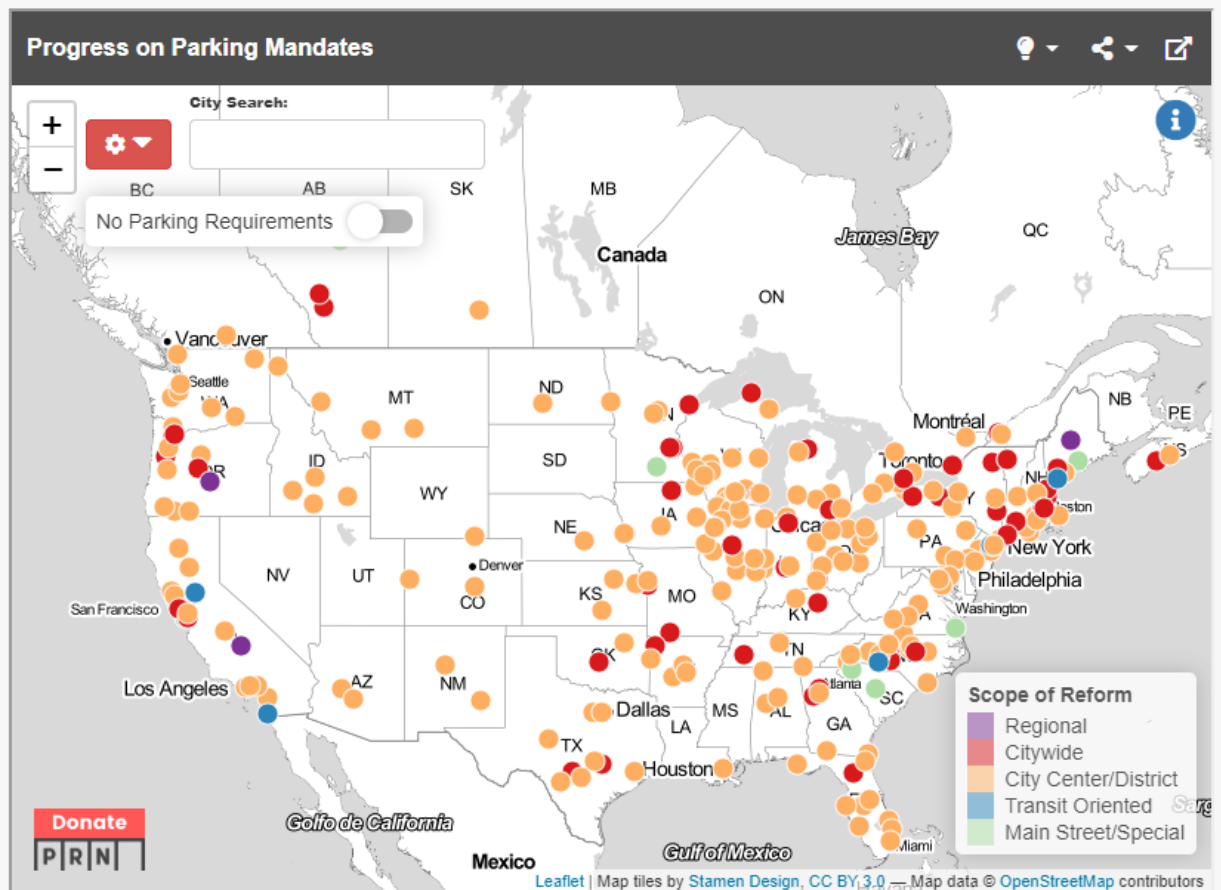 Progress on Parking Mandates
City Search:
+
−
BC
AB
SK
MB
No Parking Requirements
James Bay
QC
Canada
ON
Vancouver
Seattle
MT
ND
NB
PE
Montréal
Toronto
ID
SD
WY
NH
IA
NE
PA
New York
Denver
NV
UT
CO
KS
MO
Philadelphia
San Francisco
KY
Washington
TN
Los Angeles
AZ
NM
Atlanta
SC
Dallas
MS
AL
LA
GA
TX
Houston
Scope of Reform
Regional
Citywide
City Center/District
Transit Oriented
Main Street/Special
Donate
PRN
Golfo de California
Mexico
Gulf of Mexico
Miami
Leaflet | Map tiles by Stamen Design, CC BY 3.0 — Map data © OpenStreetMap contributors